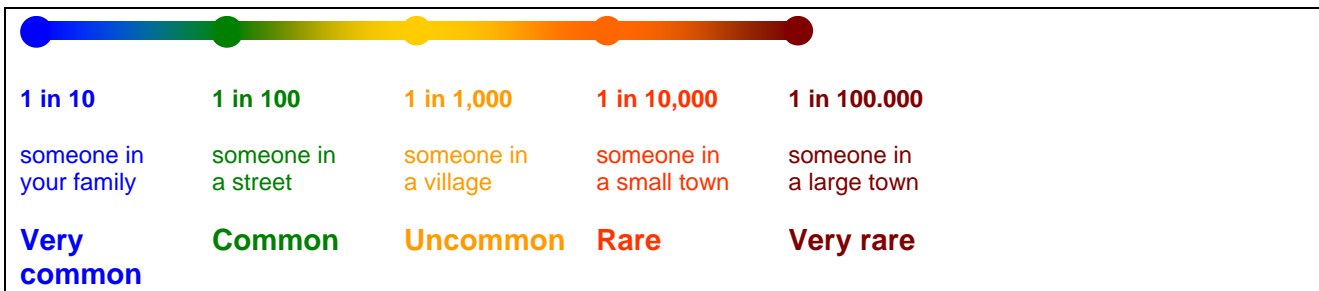 1 in 10 1 in 100 1 in 1,000 1 in 10,000 1 in 100.000
someone in someone in someone in someone in someone in
your family a street a village a small town a large town
Very Common Uncommon Rare Very rare
common